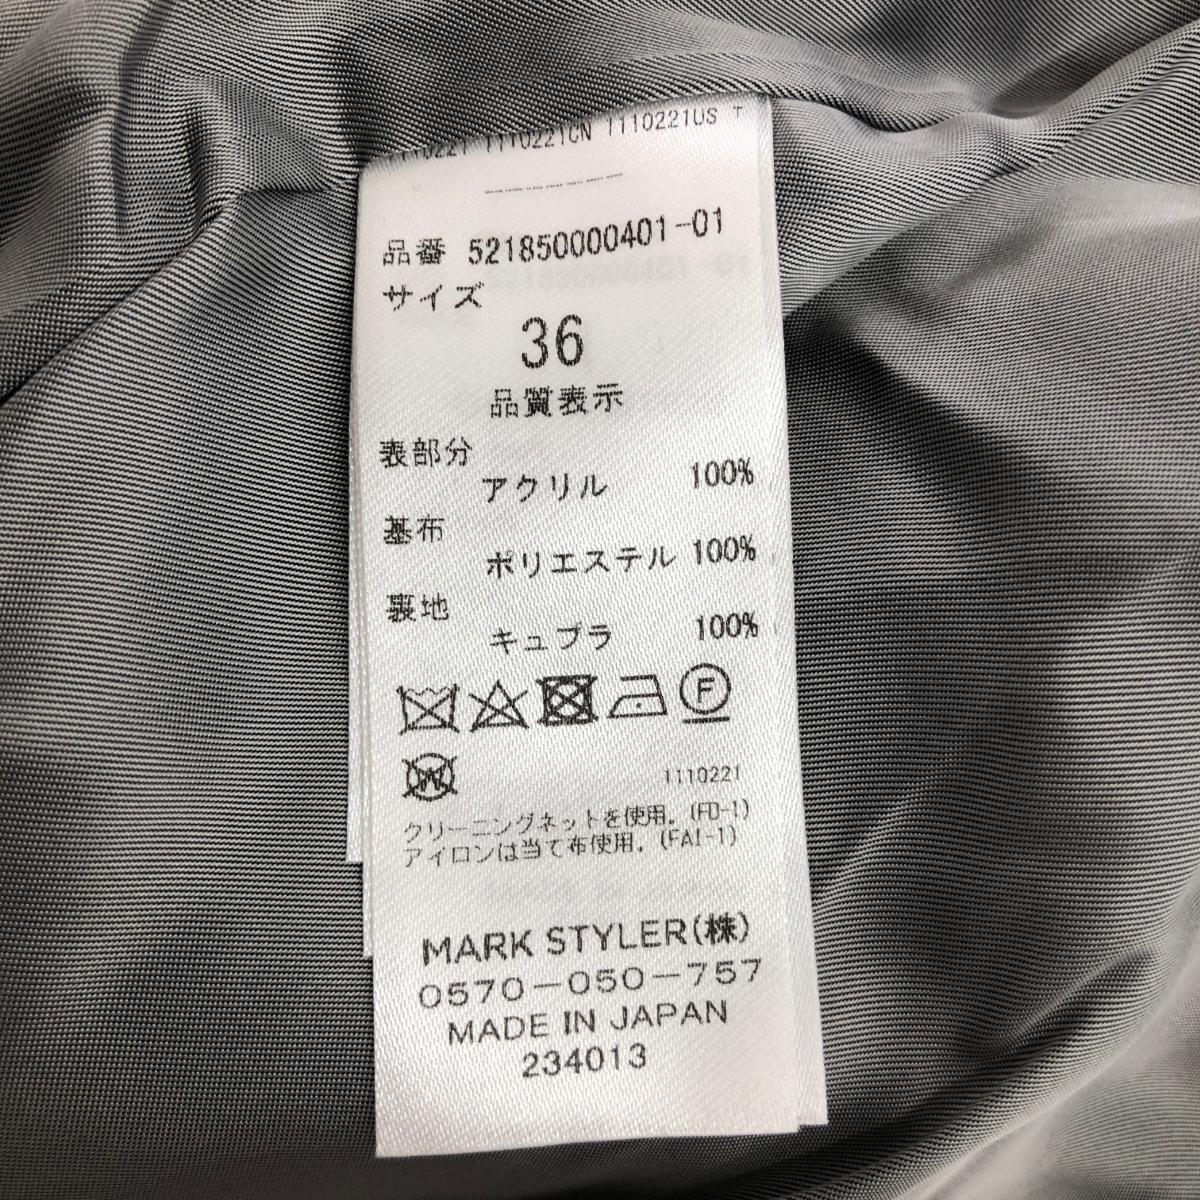 1110221CN 1110221US T
品番 521850000401-01
サイズ
36
品質表示
表部分
アクリル 100%
基布
ポリエステル 100%
裏地
キュプラ 100%
F
W
1110221
クリーニングネットを使用。(FD-1)
アイロンは当て布使用。(FAI-1)
MARK STYLER(株)
0570-050-757
MADE IN JAPAN
234013